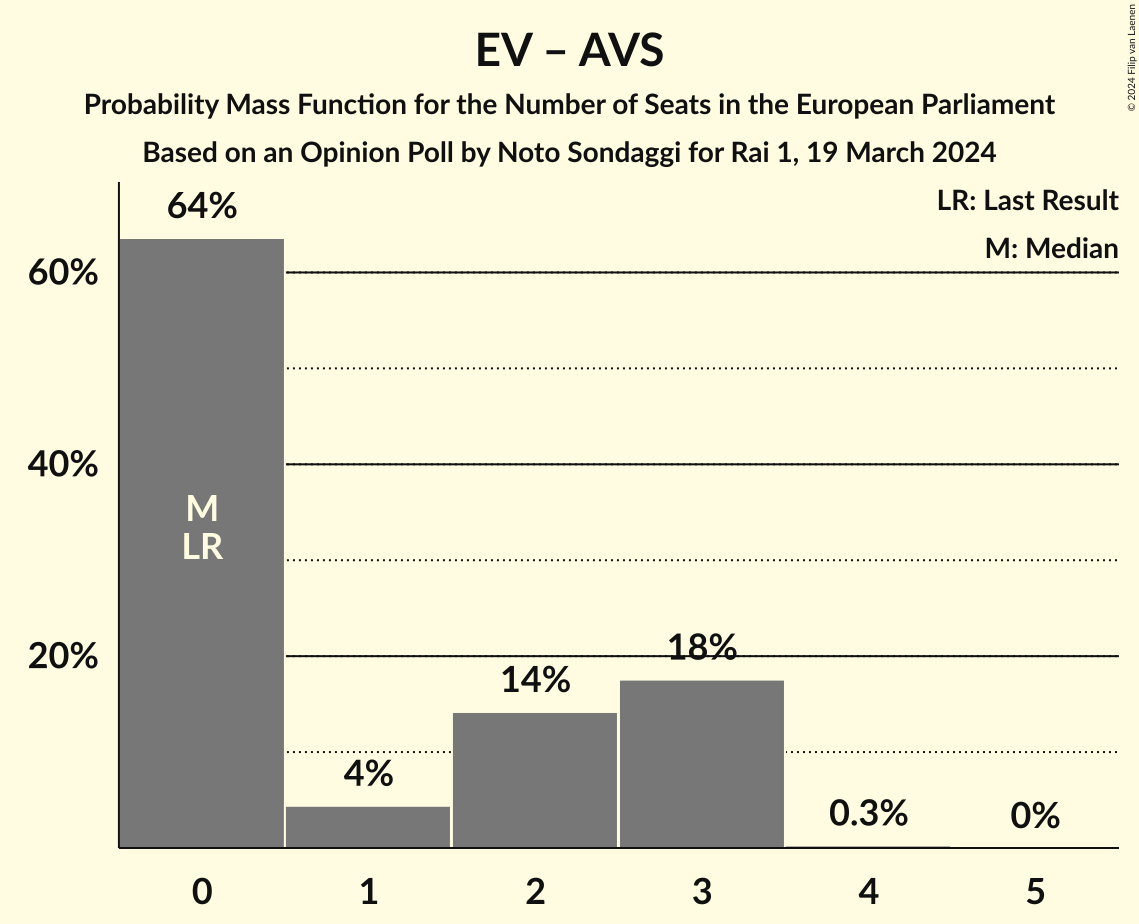 EV – AVS
Probability Mass Function for the Number of Seats in the European Parliament
Based on an Opinion Poll by Noto Sondaggi for Rai 1, 19 March 2024
© 2024 Filip van Laenen
LR: Last Result
M: Median
60%
40%
20%
64%
M
LR
4%
14%
18%
0.3%
0%
0 1 2 3 4 5